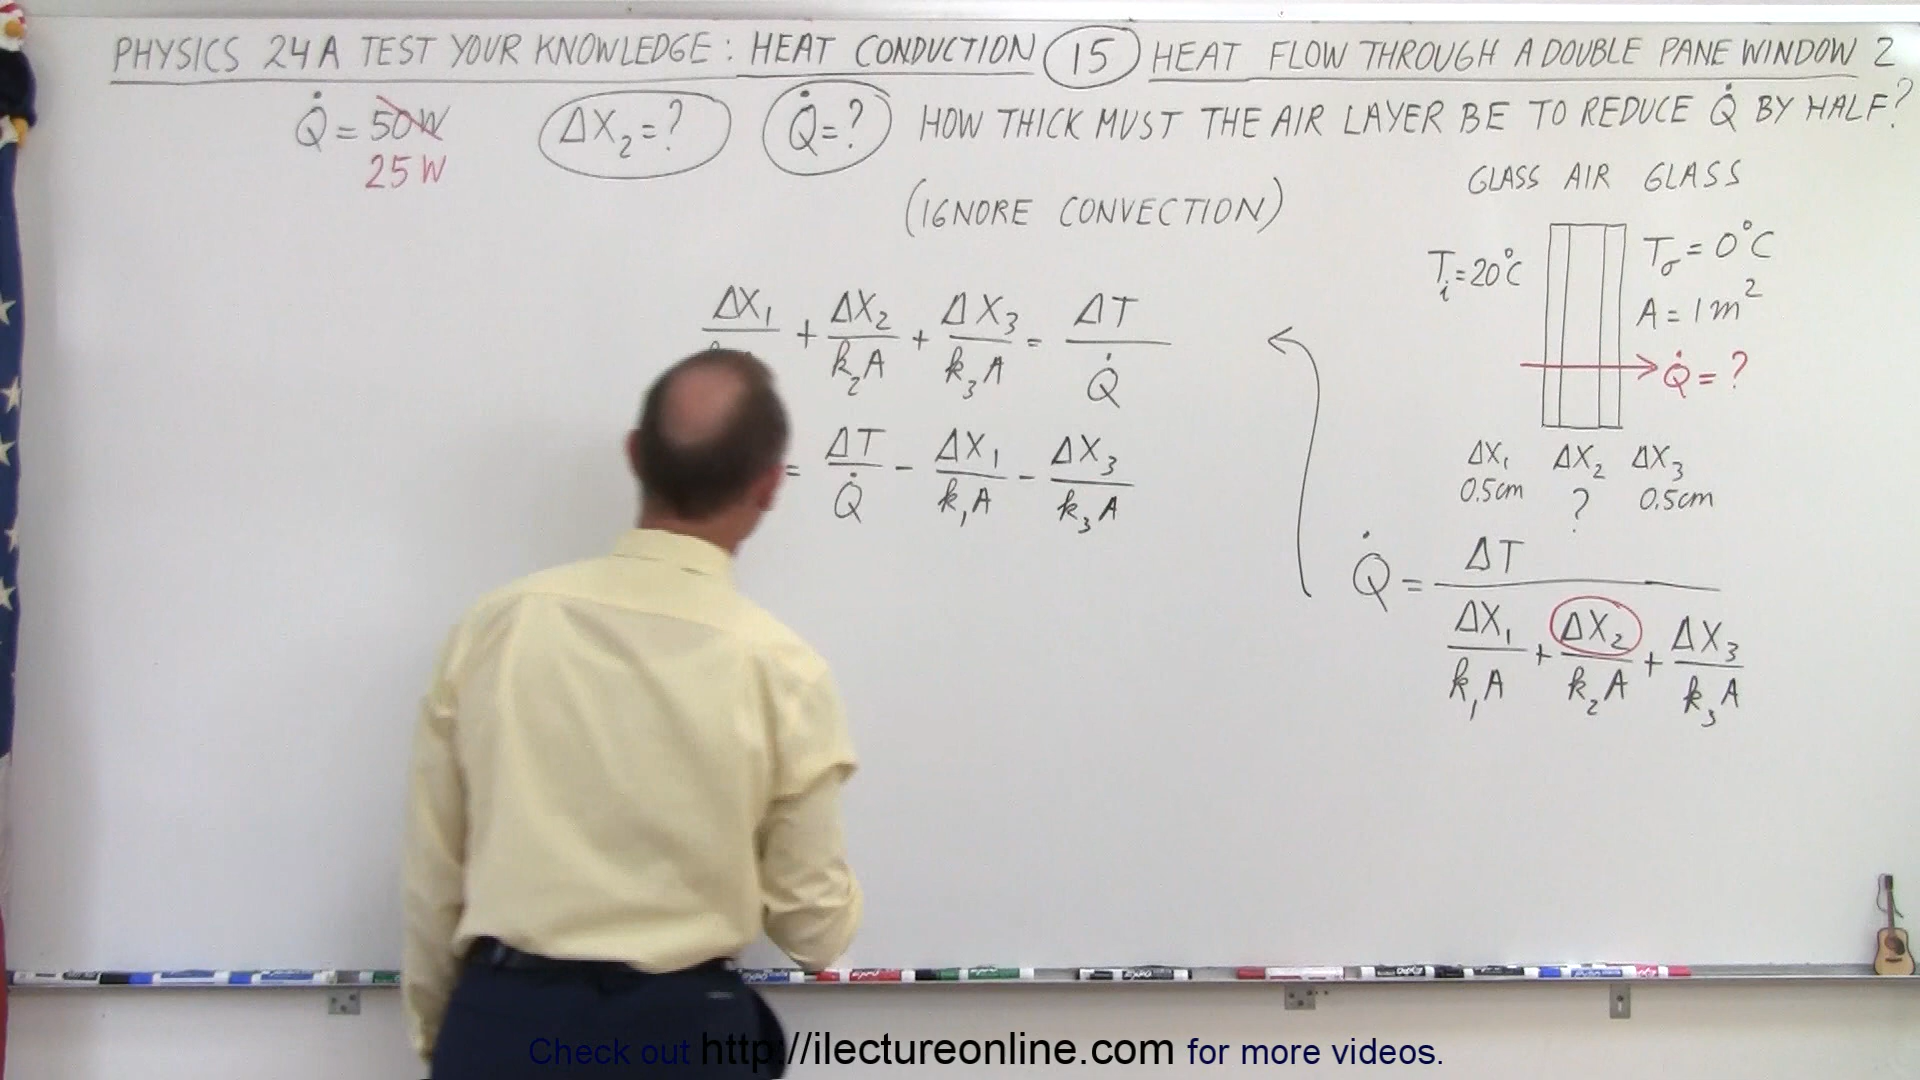 PHYSICS 24A TEST YOUR KNOWLEDGE: HEAT CONDUCTION 15 HEAT FLOW THROUGH A DOUBLE PANE WINDOW 2
Q̇ = 50W ΔX₂=? Q̇=? HOW THICK MUST THE AIR LAYER BE TO REDUCE Q̇ BY HALF?
25W
(IGNORE CONVECTION)
GLASS AIR GLASS
Tᵢ=20°C
T₀=0°C
A=1m²
Q̇=?
ΔX₁ ΔX₂ ΔX₃
0.5cm ? 0.5cm
ΔX₁ + ΔX₂/k₂A + ΔX₃/k₃A = ΔT/Q̇
= ΔT/Q̇ - ΔX₁/k₁A - ΔX₃/k₃A
Q̇ = ΔT
ΔX₁/k₁A + ΔX₂/k₂A + ΔX₃/k₃A
Check out http://ilectureonline.com for more videos.